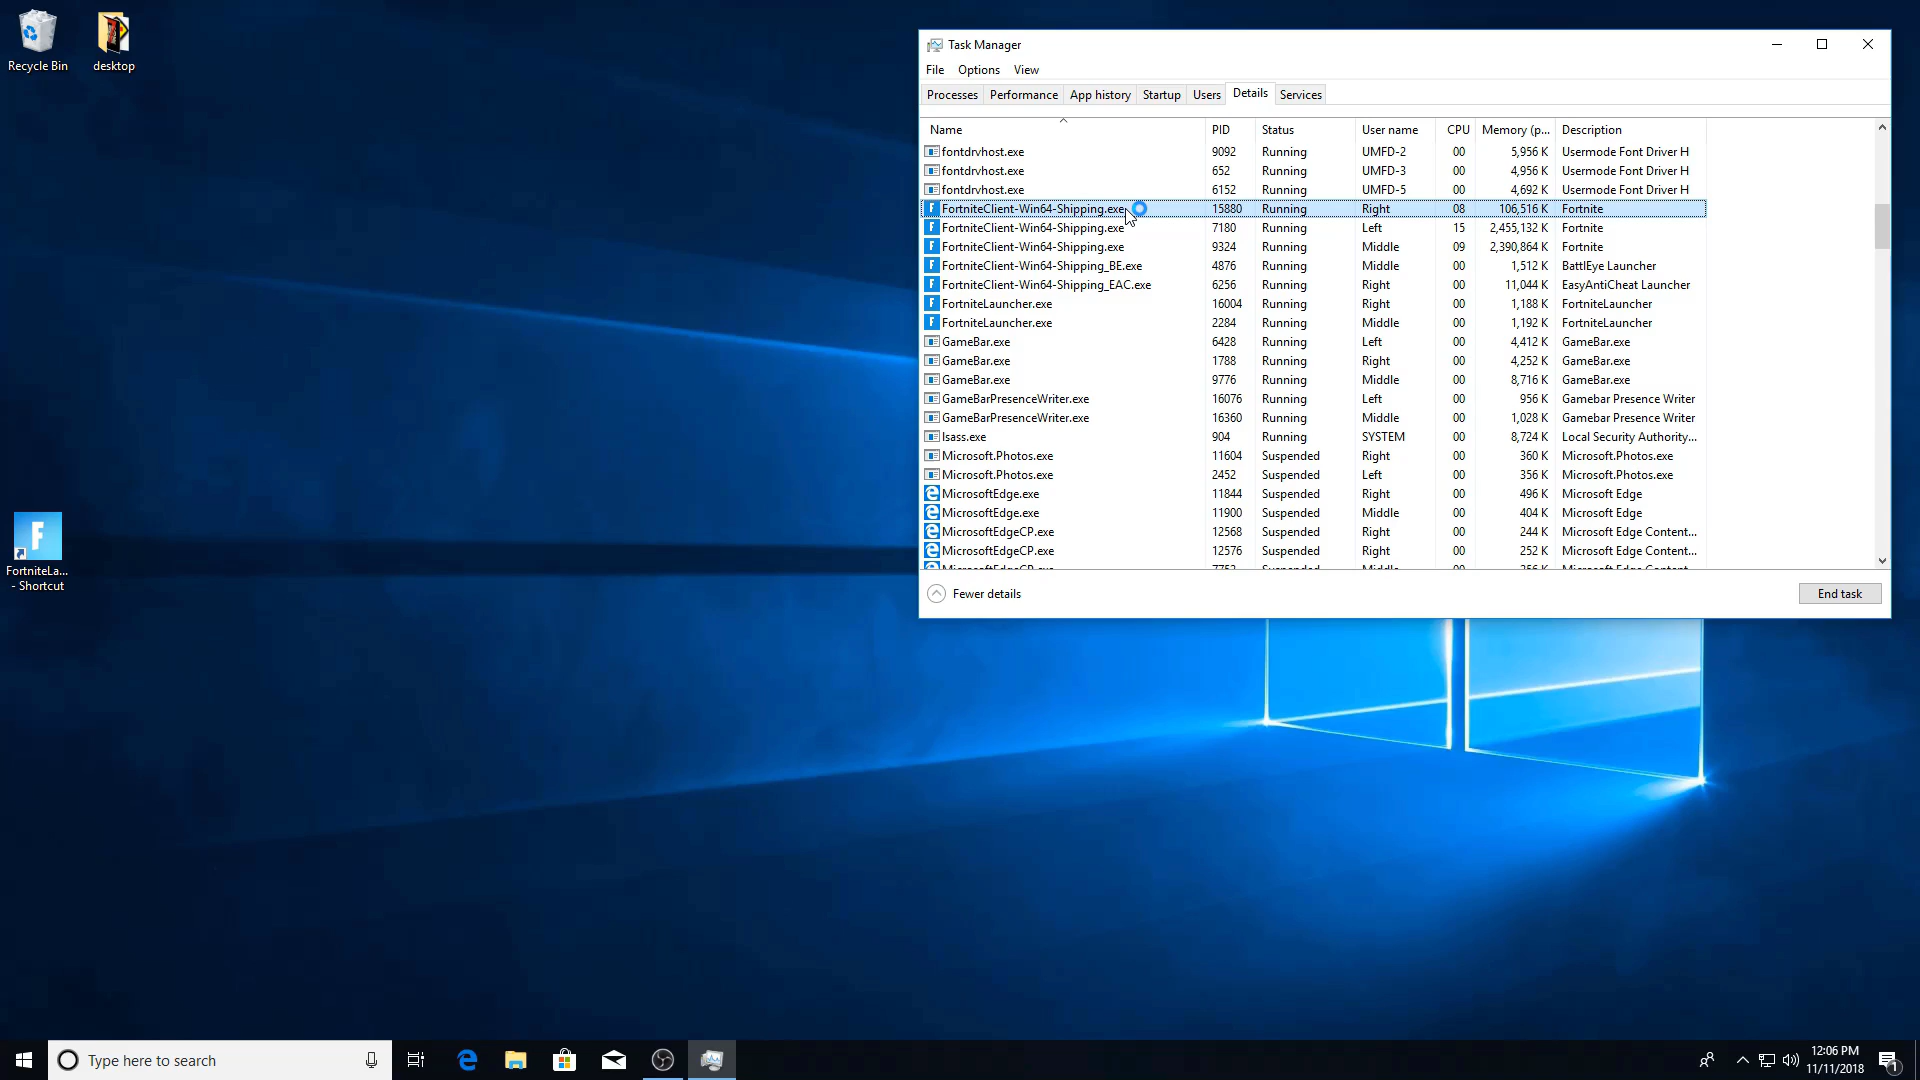 Recycle Bin
desktop
Task Manager
File Options View
Processes Performance App history Startup Users Details Services
Name PID Status User name CPU Memory (p... Description
fontdrvhost.exe 9092 Running UMFD-2 00 5,956 K Usermode Font Driver H
fontdrvhost.exe 652 Running UMFD-3 00 4,956 K Usermode Font Driver H
fontdrvhost.exe 6152 Running UMFD-5 00 4,692 K Usermode Font Driver H
FortniteClient-Win64-Shipping.exe 15880 Running Right 08 106,516 K Fortnite
FortniteClient-Win64-Shipping.exe 7180 Running Left 15 2,455,132 K Fortnite
FortniteClient-Win64-Shipping.exe 9324 Running Middle 09 2,390,864 K Fortnite
FortniteClient-Win64-Shipping_BE.exe 4876 Running Middle 00 1,512 K BattlEye Launcher
FortniteClient-Win64-Shipping_EAC.exe 6256 Running Right 00 11,044 K EasyAntiCheat Launcher
FortniteLauncher.exe 16004 Running Right 00 1,188 K FortniteLauncher
FortniteLauncher.exe 2284 Running Middle 00 1,192 K FortniteLauncher
GameBar.exe 6428 Running Left 00 4,412 K GameBar.exe
GameBar.exe 1788 Running Right 00 4,252 K GameBar.exe
GameBar.exe 9776 Running Middle 00 8,716 K GameBar.exe
GameBarPresenceWriter.exe 16076 Running Left 00 956 K Gamebar Presence Writer
GameBarPresenceWriter.exe 16360 Running Middle 00 1,028 K Gamebar Presence Writer
lsass.exe 904 Running SYSTEM 00 8,724 K Local Security Authority...
Microsoft.Photos.exe 11604 Suspended Right 00 360 K Microsoft.Photos.exe
Microsoft.Photos.exe 2452 Suspended Left 00 356 K Microsoft.Photos.exe
MicrosoftEdge.exe 11844 Suspended Right 00 496 K Microsoft Edge
MicrosoftEdge.exe 11900 Suspended Middle 00 404 K Microsoft Edge
MicrosoftEdgeCP.exe 12568 Suspended Right 00 244 K Microsoft Edge Content...
MicrosoftEdgeCP.exe 12576 Suspended Right 00 252 K Microsoft Edge Content...
Fewer details
End task
FortniteLa...
- Shortcut
Type here to search
12:06 PM
11/11/2018
1